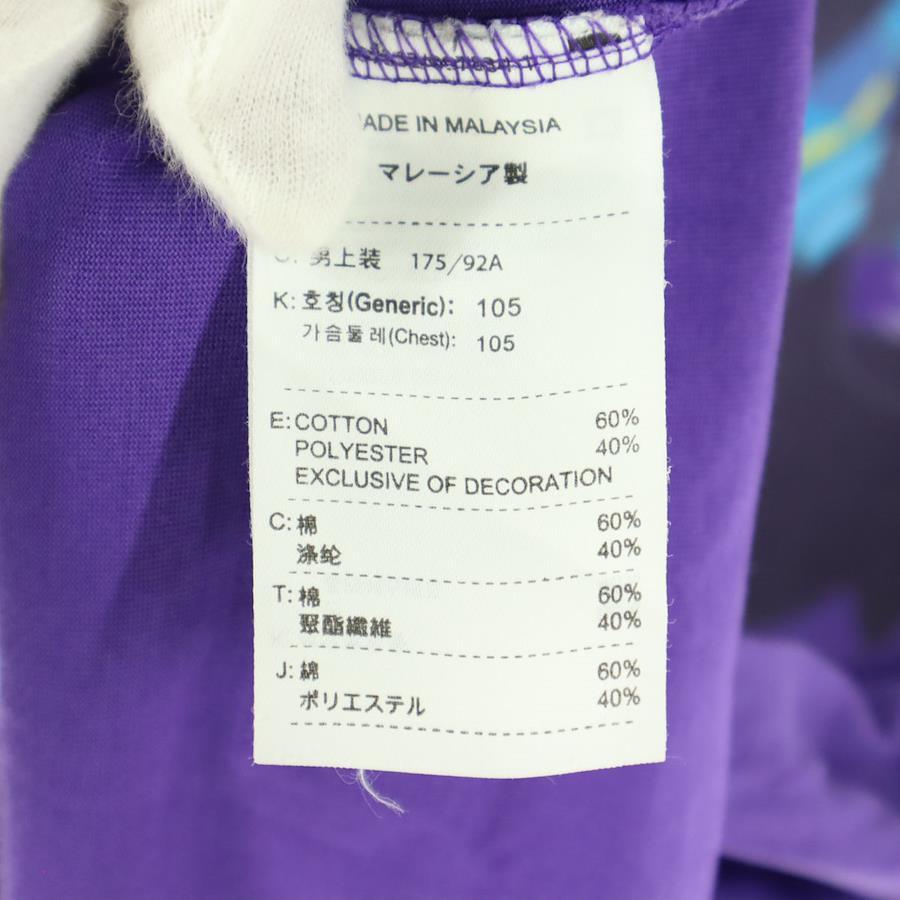 ADE IN MALAYSIA
マレーシア製
男上装 175/92A
K: 호칭(Generic): 105
가슴둘레(Chest): 105
E: COTTON 60%
POLYESTER 40%
EXCLUSIVE OF DECORATION
C: 棉 60%
涤纶 40%
T: 棉 60%
聚酯纖維 40%
J: 綿 60%
ポリエステル 40%